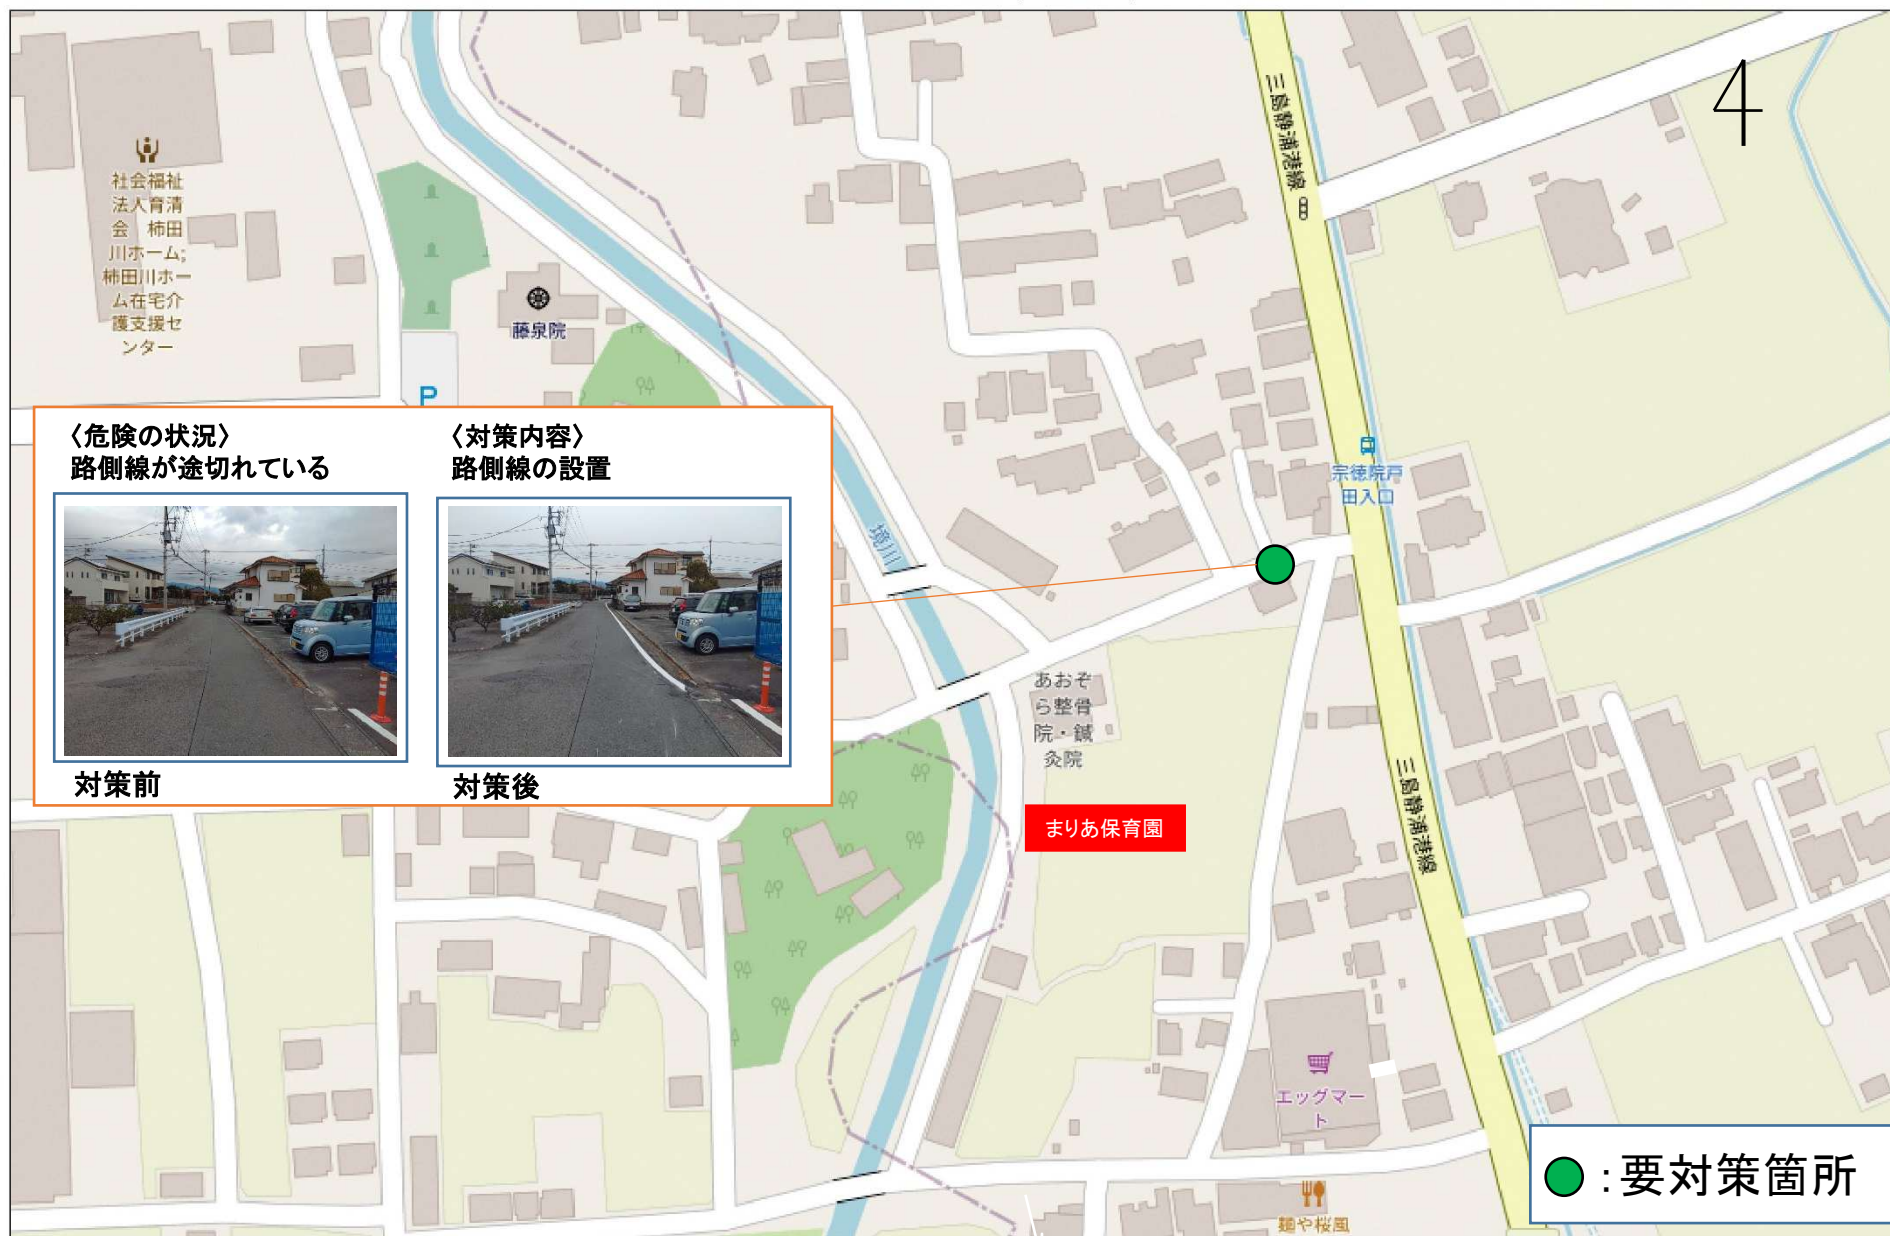 4
三島静浦港線
社会福祉
法人育清
会　柿田
川ホーム;
柿田川ホー
ム在宅介
護支援セ
ンター
藤泉院
P
〈危険の状況〉
路側線が途切れている
〈対策内容〉
路側線の設置
対策前
対策後
宗徳院戸
田入口
境川
あおぞ
ら整骨
院・鍼
灸院
まりあ保育園
三島静浦港線
エッグマー
ト
麺や桜風
：要対策箇所